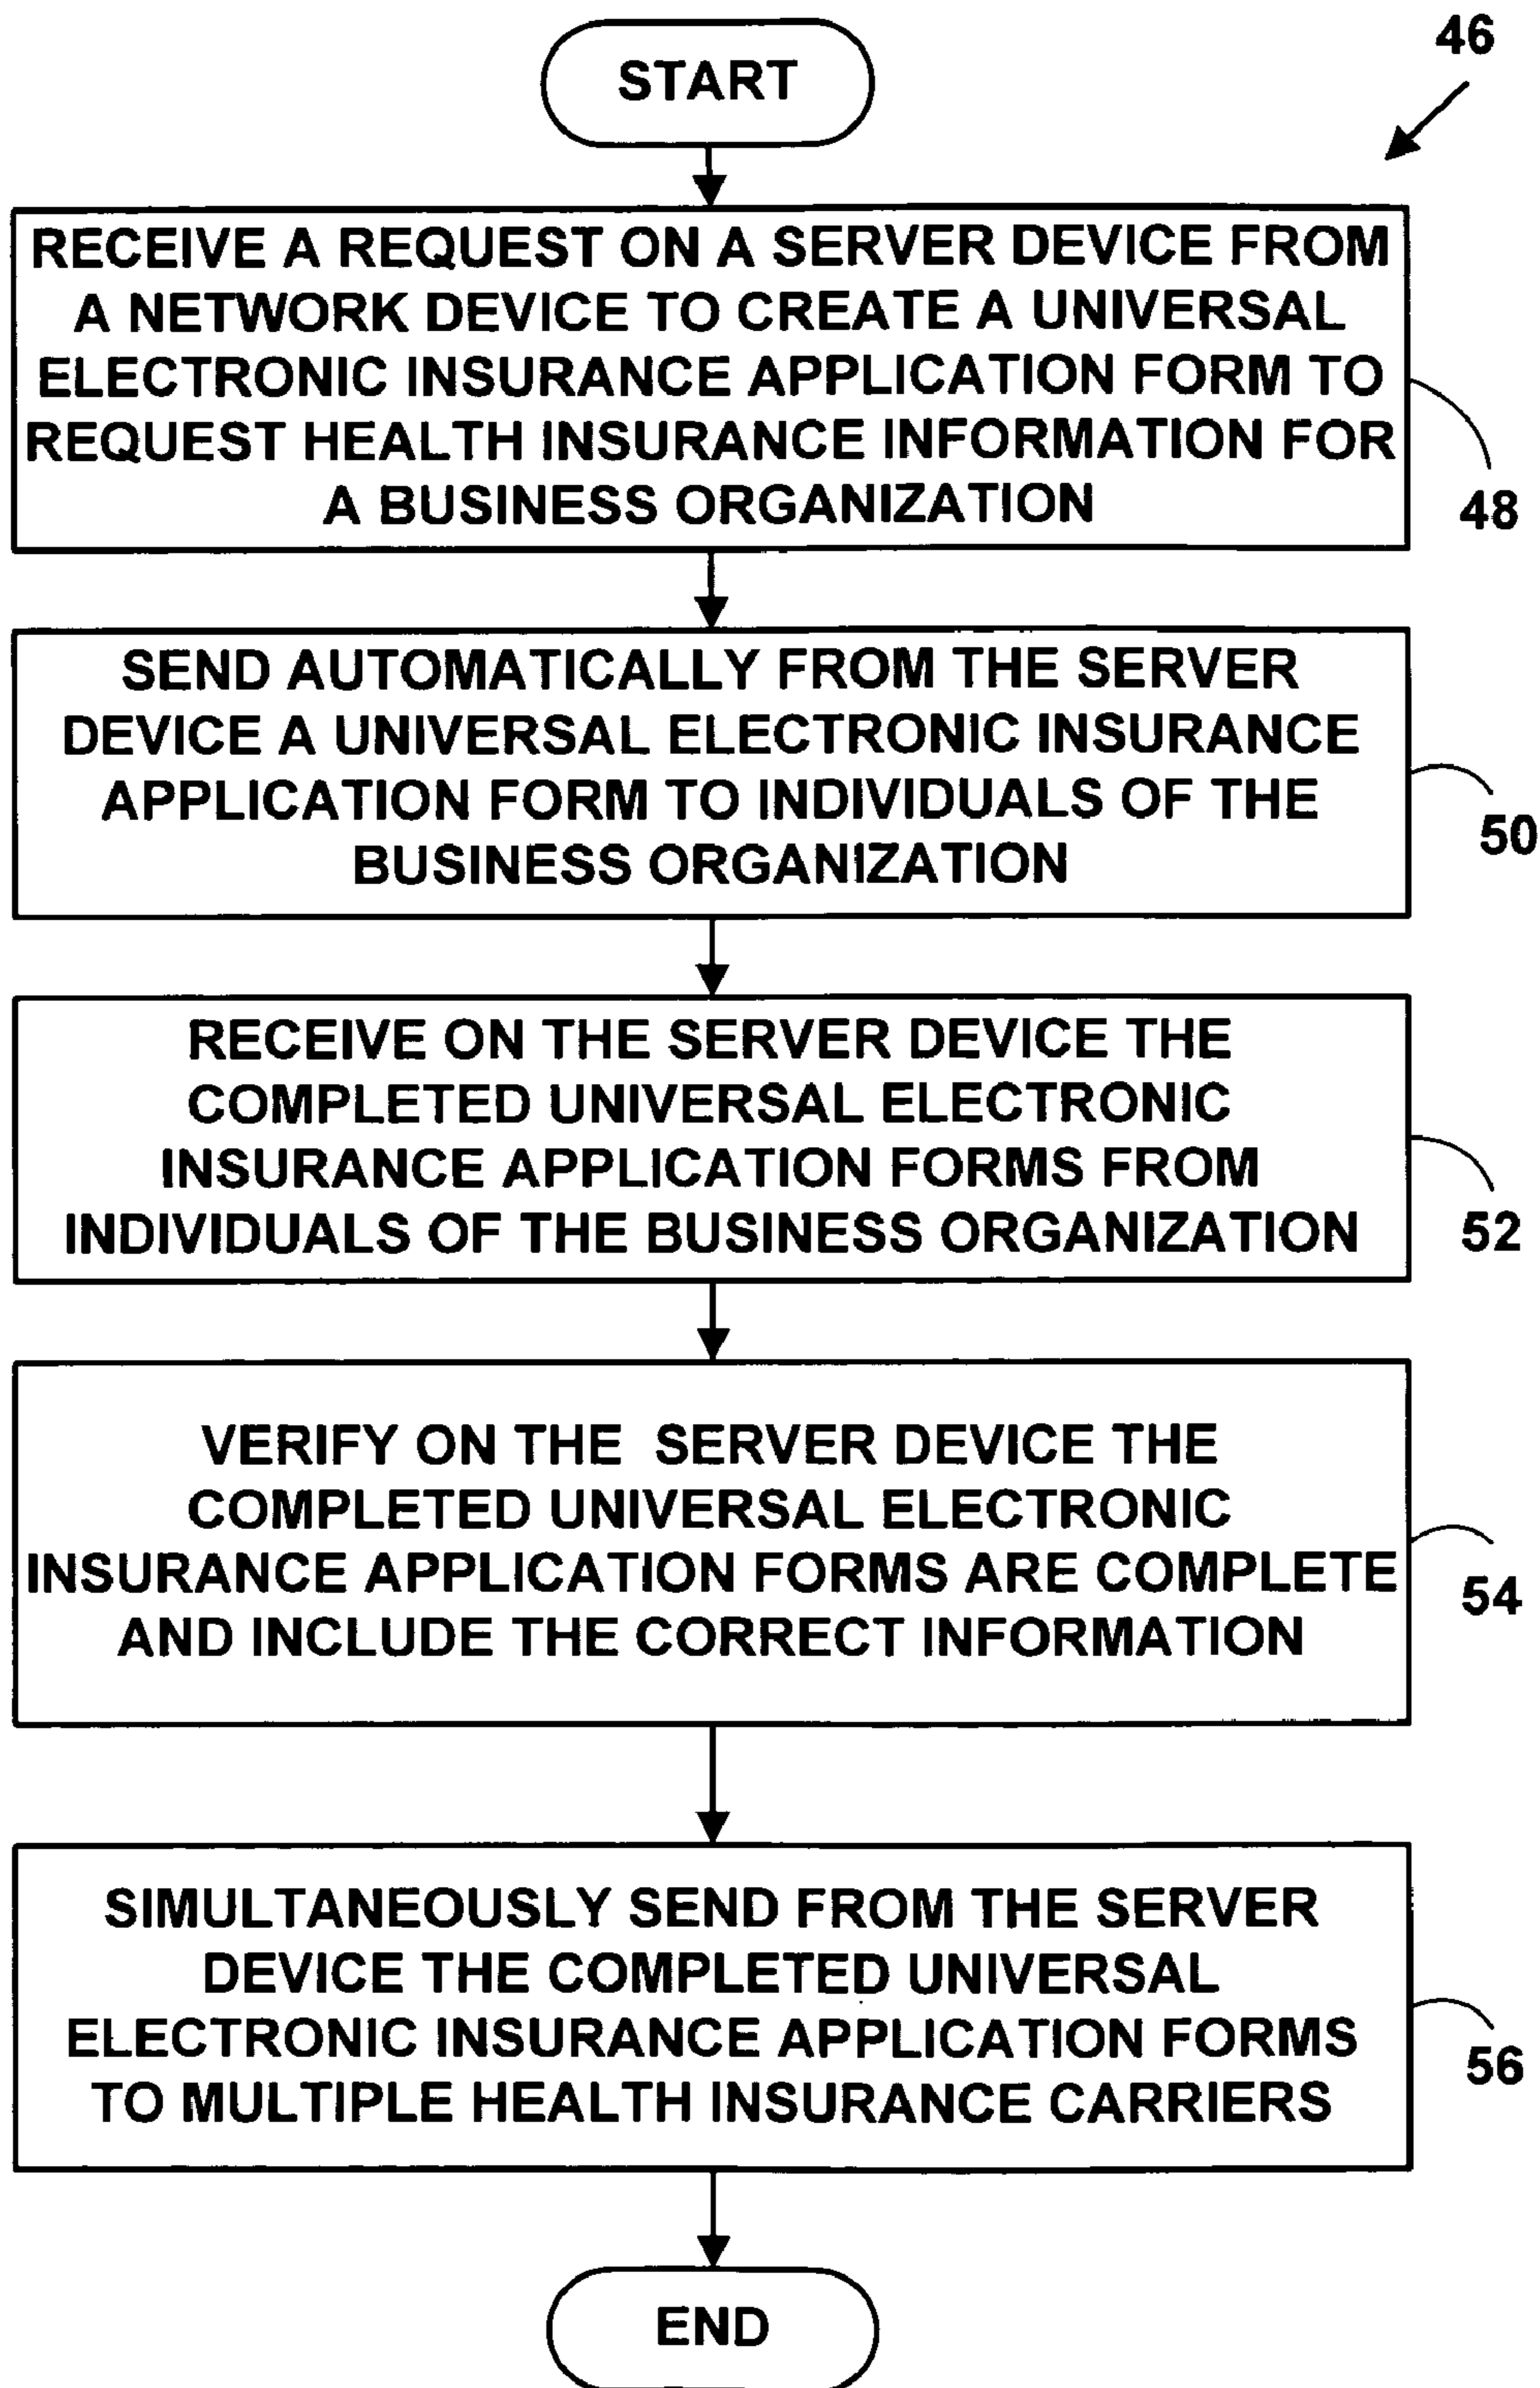 START
46
RECEIVE A REQUEST ON A SERVER DEVICE FROM
A NETWORK DEVICE TO CREATE A UNIVERSAL
ELECTRONIC INSURANCE APPLICATION FORM TO
REQUEST HEALTH INSURANCE INFORMATION FOR
A BUSINESS ORGANIZATION
48
SEND AUTOMATICALLY FROM THE SERVER
DEVICE A UNIVERSAL ELECTRONIC INSURANCE
APPLICATION FORM TO INDIVIDUALS OF THE
BUSINESS ORGANIZATION
50
RECEIVE ON THE SERVER DEVICE THE
COMPLETED UNIVERSAL ELECTRONIC
INSURANCE APPLICATION FORMS FROM
INDIVIDUALS OF THE BUSINESS ORGANIZATION
52
VERIFY ON THE SERVER DEVICE THE
COMPLETED UNIVERSAL ELECTRONIC
INSURANCE APPLICATION FORMS ARE COMPLETE
AND INCLUDE THE CORRECT INFORMATION
54
SIMULTANEOUSLY SEND FROM THE SERVER
DEVICE THE COMPLETED UNIVERSAL
ELECTRONIC INSURANCE APPLICATION FORMS
TO MULTIPLE HEALTH INSURANCE CARRIERS
56
END